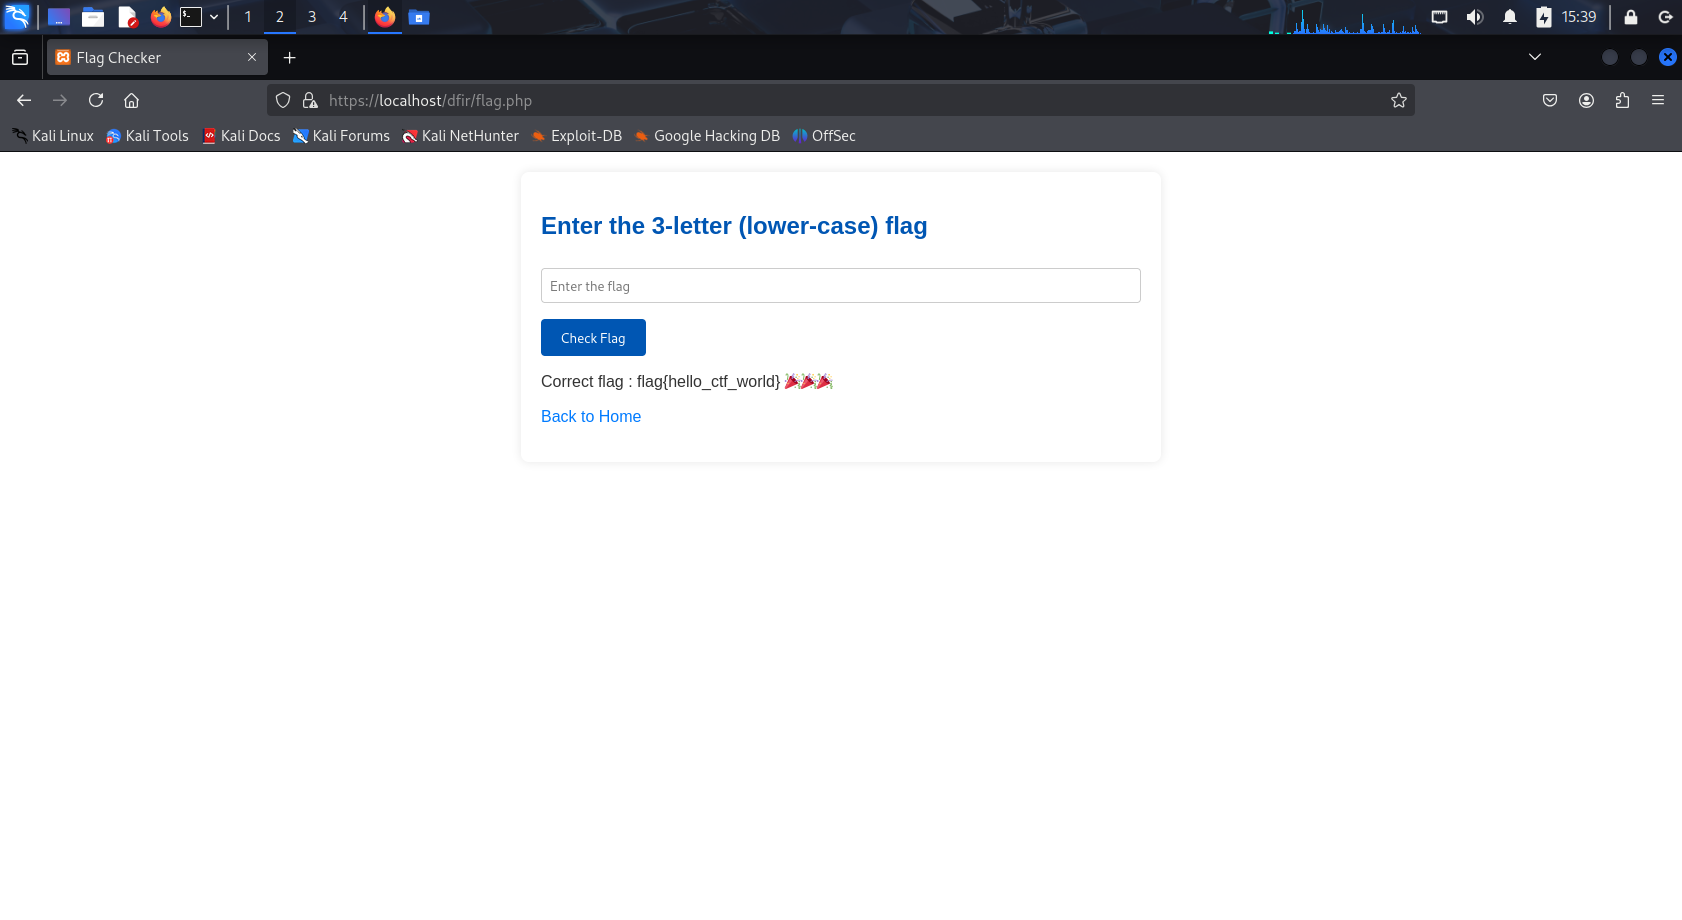 1 2 3 4 15:39
Flag Checker
https://localhost/dfir/flag.php
Kali Linux Kali Tools Kali Docs Kali Forums Kali NetHunter Exploit-DB Google Hacking DB OffSec
Enter the 3-letter (lower-case) flag
Enter the flag
Check Flag
Correct flag : flag{hello_ctf_world} 🎉🎉🎉
Back to Home